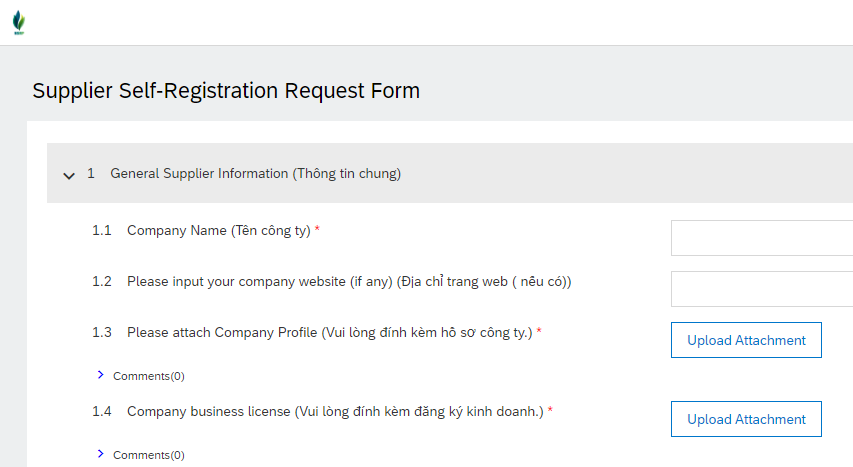 Supplier Self-Registration Request Form
1 General Supplier Information (Thông tin chung)
1.1 Company Name (Tên công ty) *
1.2 Please input your company website (if any) (Địa chỉ trang web ( nếu có))
1.3 Please attach Company Profile (Vui lòng đính kèm hồ sơ công ty.) *
Upload Attachment
Comments(0)
1.4 Company business license (Vui lòng đính kèm đăng ký kinh doanh.) *
Upload Attachment
Comments(0)